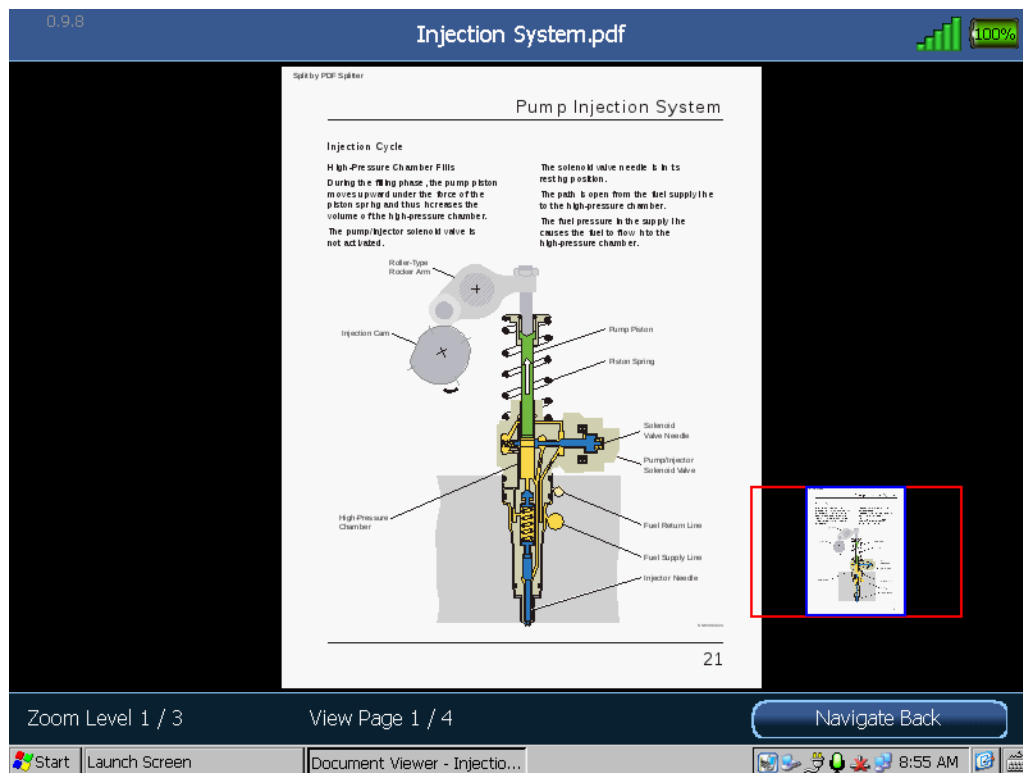 0.9.8
Injection System.pdf
100%
Split by PDF Splitter
Pump Injection System
Injection Cycle
High-Pressure Chamber Fills
During the filling phase, the pump piston
moves upward under the force of the
piston spring and thus increases the
volume of the high-pressure chamber.
The pump/injector solenoid valve is
not activated.
The solenoid valve needle is in its
resting position.
The path is open from the fuel supply line
to the high-pressure chamber.
The fuel pressure in the supply line
causes the fuel to flow into the
high-pressure chamber.
Roller-Type
Rocker Arm
Injection Cam
Pump Piston
Piston Spring
Solenoid
Valve Needle
Pump/Injector
Solenoid Valve
High-Pressure
Chamber
Fuel Return Line
Fuel Supply Line
Injector Needle
21
Zoom Level 1 / 3
View Page 1 / 4
Navigate Back
Start
Launch Screen
Document Viewer - Injectio...
8:55 AM